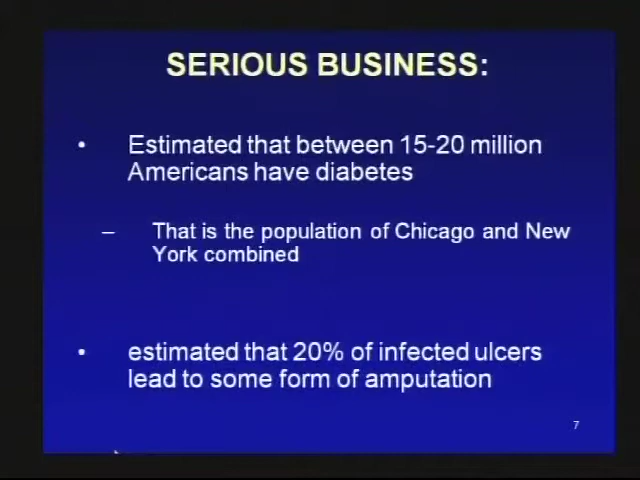 SERIOUS BUSINESS:
• Estimated that between 15-20 million
Americans have diabetes
– That is the population of Chicago and New
York combined
• estimated that 20% of infected ulcers
lead to some form of amputation
7